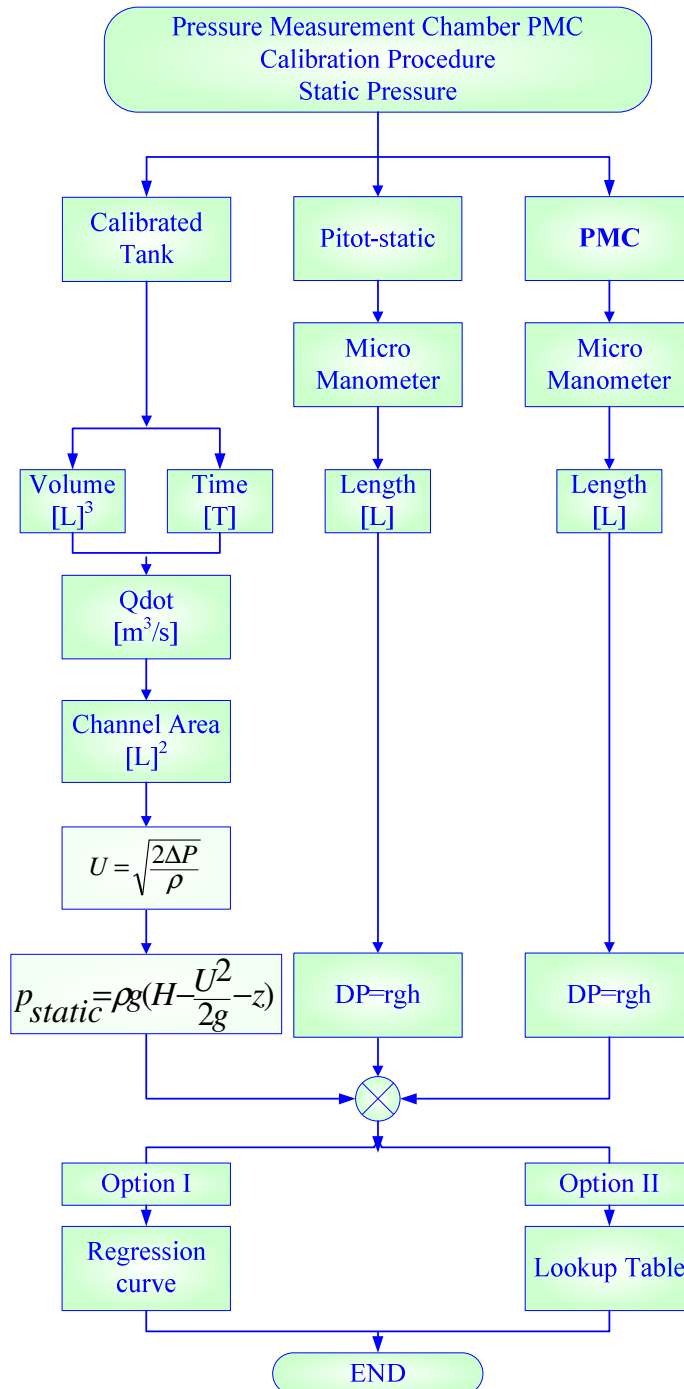 Pressure Measurement Chamber PMC
Calibration Procedure
Static Pressure
Calibrated
Tank
Pitot-static
PMC
Micro
Manometer
Micro
Manometer
Volume
[L]³
Time
[T]
Length
[L]
Length
[L]
Qdot
[m³/s]
Channel Area
[L]²
U = √(2ΔP/ρ)
p_static=ρg(H−U²/2g−z)
DP=rgh
DP=rgh
Option I
Option II
Regression
curve
Lookup Table
END